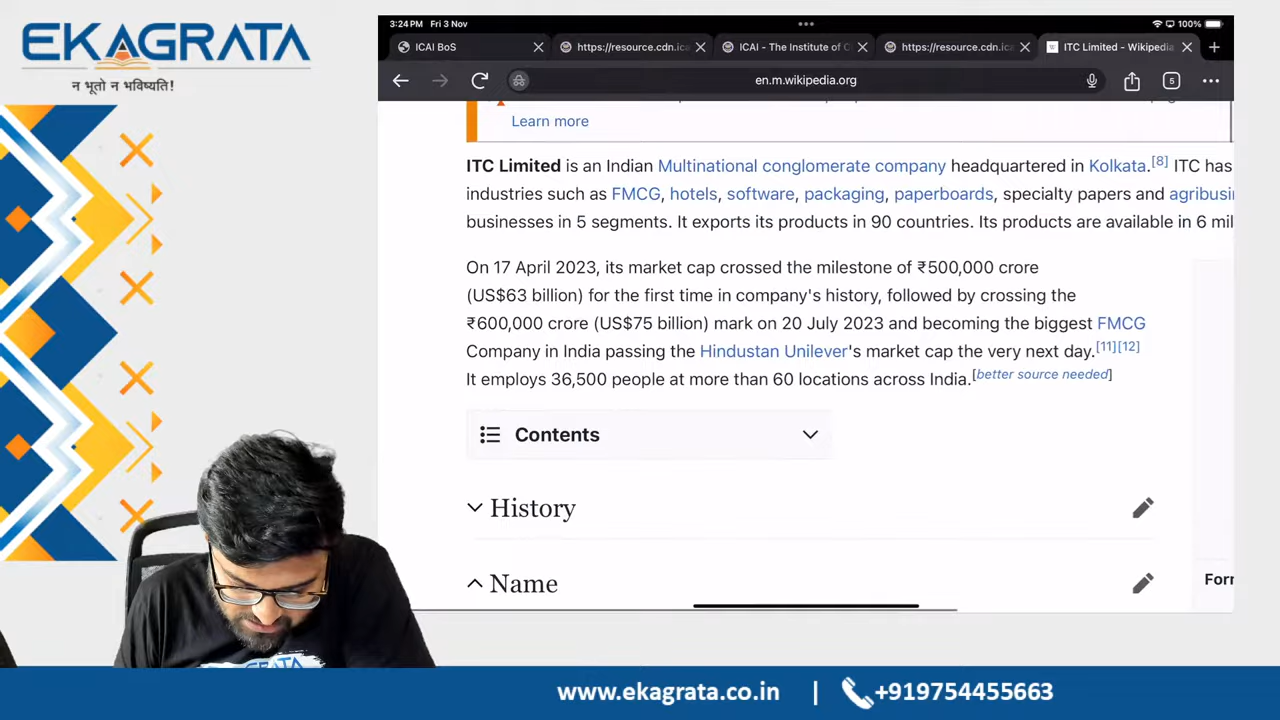 EKAGRATA
न भूतो न भविष्यति!
3:24 PM Fri 3 Nov
100%
ICAI BoS
https://resource.cdn.ica
ICAI - The Institute of C
https://resource.cdn.ica
ITC Limited - Wikipedia
en.m.wikipedia.org
5
Learn more
ITC Limited is an Indian Multinational conglomerate company headquartered in Kolkata.[8] ITC has
industries such as FMCG, hotels, software, packaging, paperboards, specialty papers and agribusi
businesses in 5 segments. It exports its products in 90 countries. Its products are available in 6 mil
On 17 April 2023, its market cap crossed the milestone of ₹500,000 crore
(US$63 billion) for the first time in company's history, followed by crossing the
₹600,000 crore (US$75 billion) mark on 20 July 2023 and becoming the biggest FMCG
Company in India passing the Hindustan Unilever's market cap the very next day.[11][12]
It employs 36,500 people at more than 60 locations across India.[better source needed]
Contents
History
Name
Forr
EKAGRATA
www.ekagrata.co.in | +919754455663